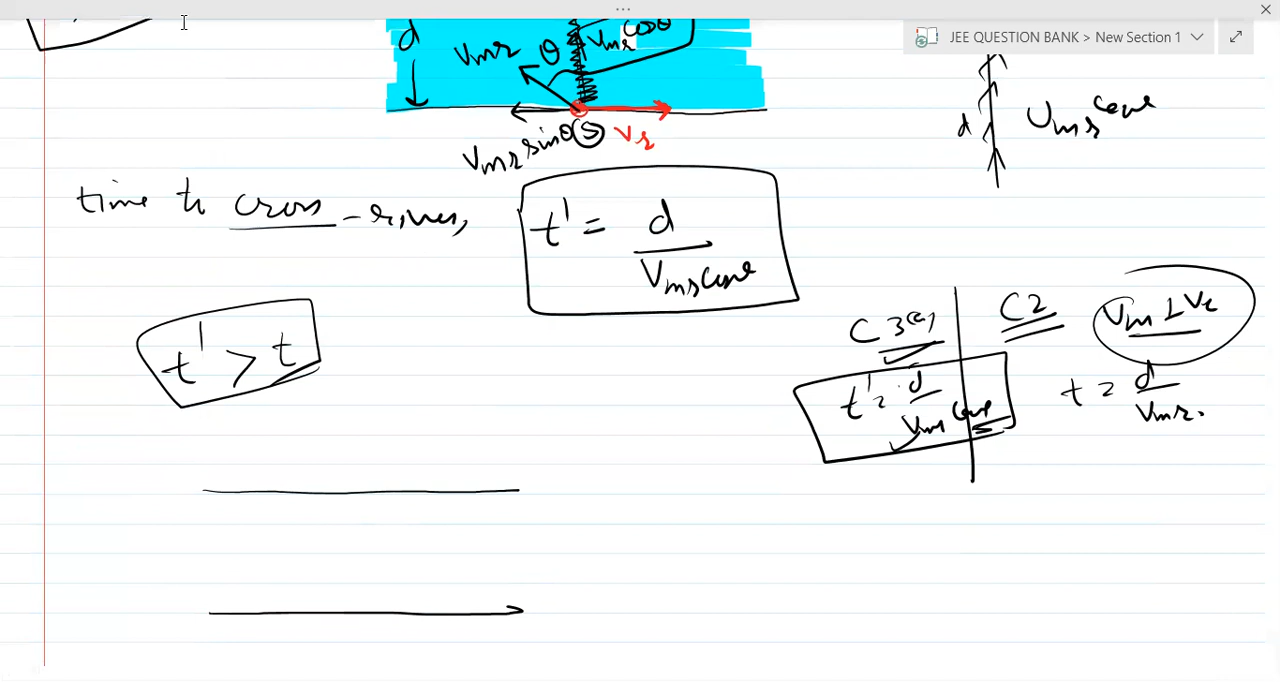 JEE QUESTION BANK > New Section 1
d
Vmr θ Vmr cosθ
Vmr sinθ S Vr
d Vmr cosθ
time to cross river,
t' = d / Vmr cosθ
t' > t
C3(a) C2 Vm ⊥ Vr
t' = d / Vmr cosθ
t = d / Vmr.